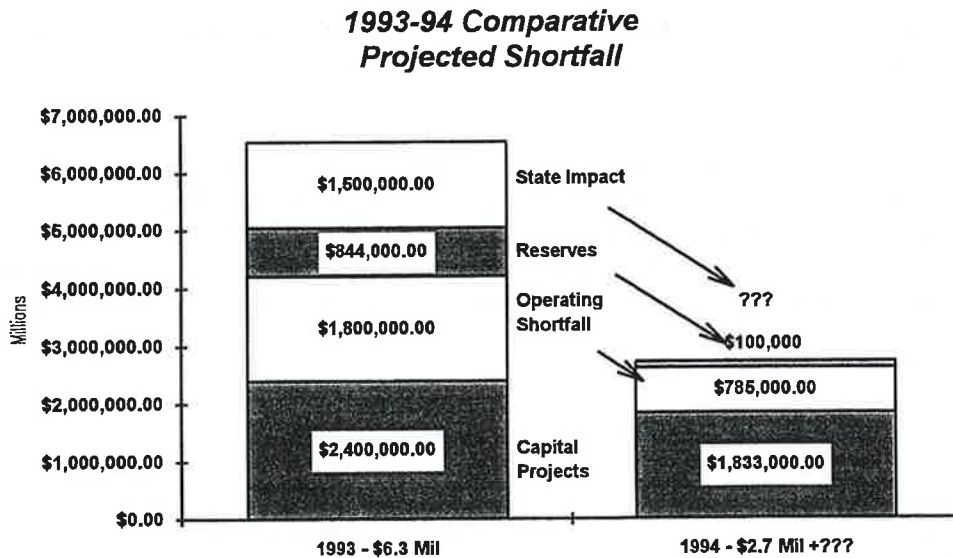 1993-94 Comparative
Projected Shortfall
$7,000,000.00
$6,000,000.00
$5,000,000.00
$4,000,000.00
$3,000,000.00
$2,000,000.00
$1,000,000.00
$0.00
Millions
$1,500,000.00
$844,000.00
$1,800,000.00
$2,400,000.00
State Impact
Reserves
Operating
Shortfall
Capital
Projects
???
$100,000
$785,000.00
$1,833,000.00
1993 - $6.3 Mil
1994 - $2.7 Mil +???